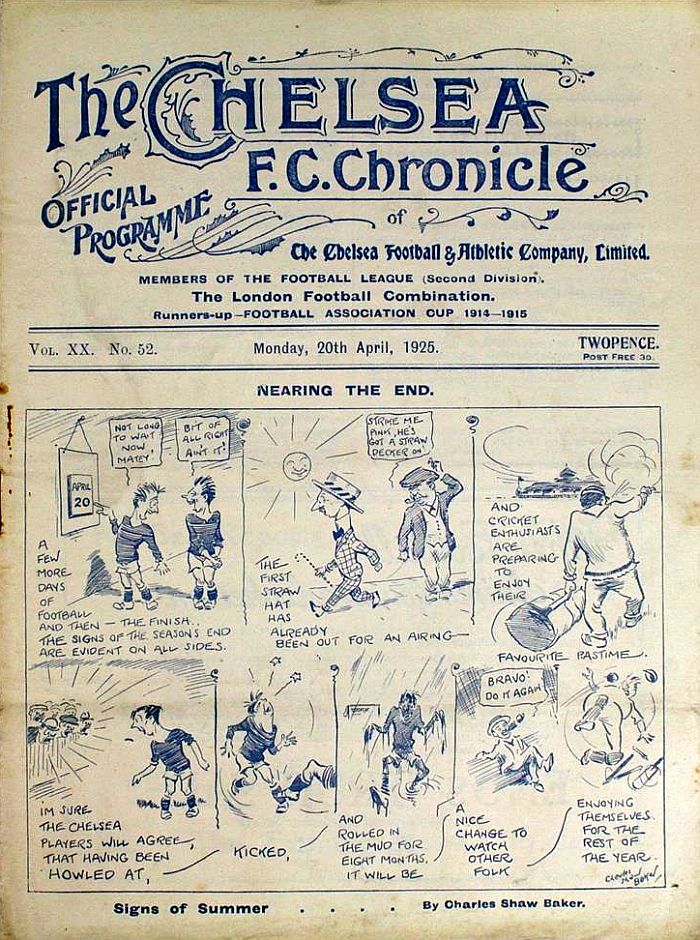 The CHELSEA
F.C. Chronicle
OFFICIAL
PROGRAMME
of
The Chelsea Football & Athletic Company, Limited.
MEMBERS OF THE FOOTBALL LEAGUE (Second Division).
The London Football Combination.
Runners-up—FOOTBALL ASSOCIATION CUP 1914—1915
VOL. XX. No. 52.
Monday, 20th April, 1925.
TWOPENCE.
POST FREE 3D.
NEARING THE END.
NOT LONG
TO WAIT
NOW,
MATEY!
BIT OF
ALL RIGHT
AIN'T IT?
APRIL
20
A
FEW
MORE
DAYS
OF
FOOTBALL
AND THEN — THE FINISH..
THE SIGNS OF THE SEASONS END
ARE EVIDENT ON ALL SIDES.
STRIKE ME
PINK, HE'S
GOT A STRAW
DECKER ON!
THE
FIRST
STRAW
HAT
HAS
ALREADY
BEEN OUT FOR AN AIRING—
AND
CRICKET
ENTHUSIASTS
ARE
PREPARING
TO
ENJOY
THEIR
FAVOURITE PASTIME.
IM SURE
THE CHELSEA
PLAYERS WILL AGREE,
THAT HAVING BEEN
HOWLED AT,
KICKED,
AND
ROLLED IN
THE MUD FOR
EIGHT MONTHS.
IT WILL BE
BRAVO!
DO IT AGAIN
A
NICE
CHANGE TO
WATCH
OTHER
FOLK
ENJOYING
THEMSELVES.
FOR THE
REST OF
THE YEAR.
Charles
Shaw
Baker
Signs of Summer . . . . By Charles Shaw Baker.